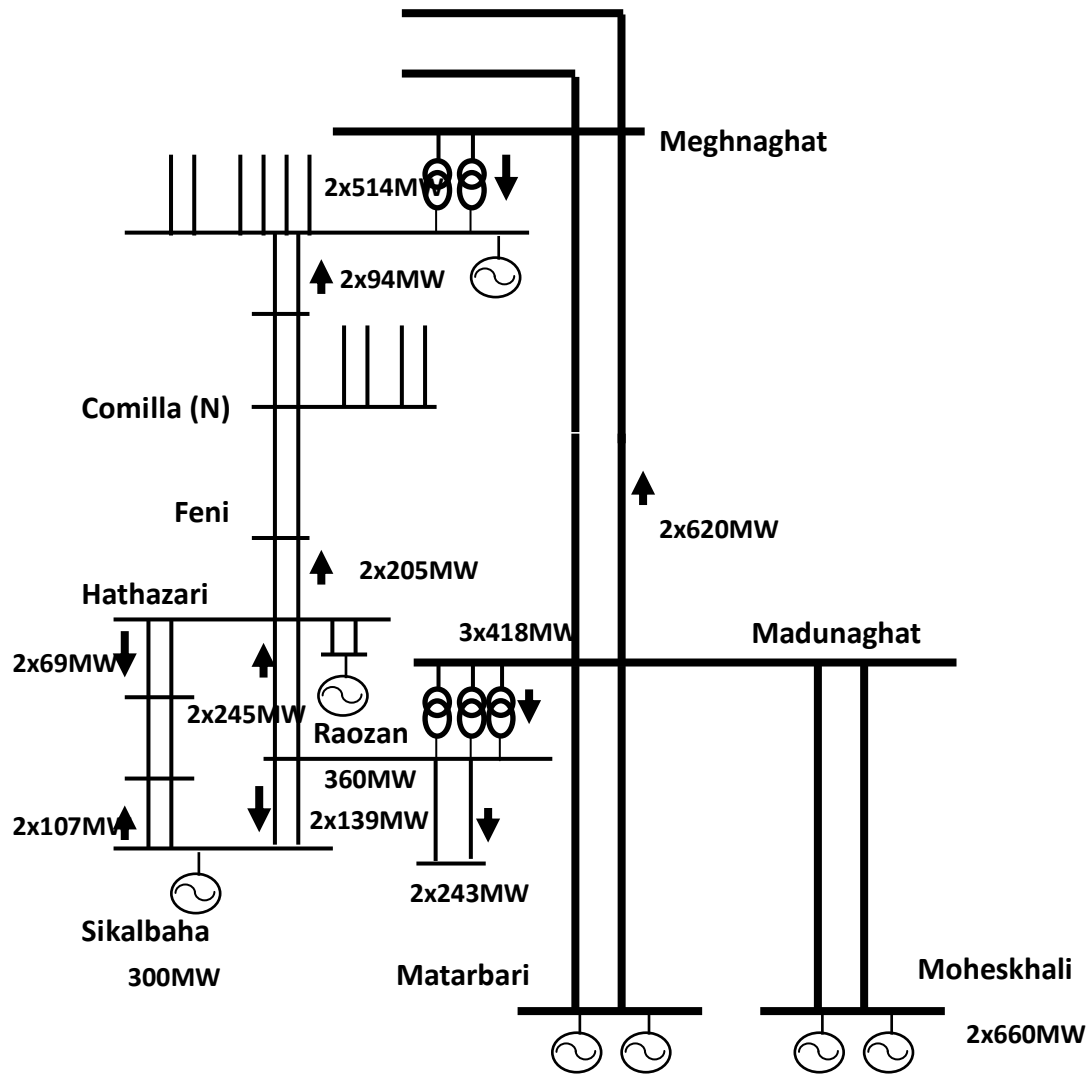 Meghnaghat
2x514MW
2x94MW
Comilla (N)
Feni
2x620MW
2x205MW
Hathazari
3x418MW
Madunaghat
2x69MW
2x245MW
Raozan
360MW
2x107MW
2x139MW
2x243MW
Sikalbaha
300MW
Matarbari
Moheskhali
2x660MW